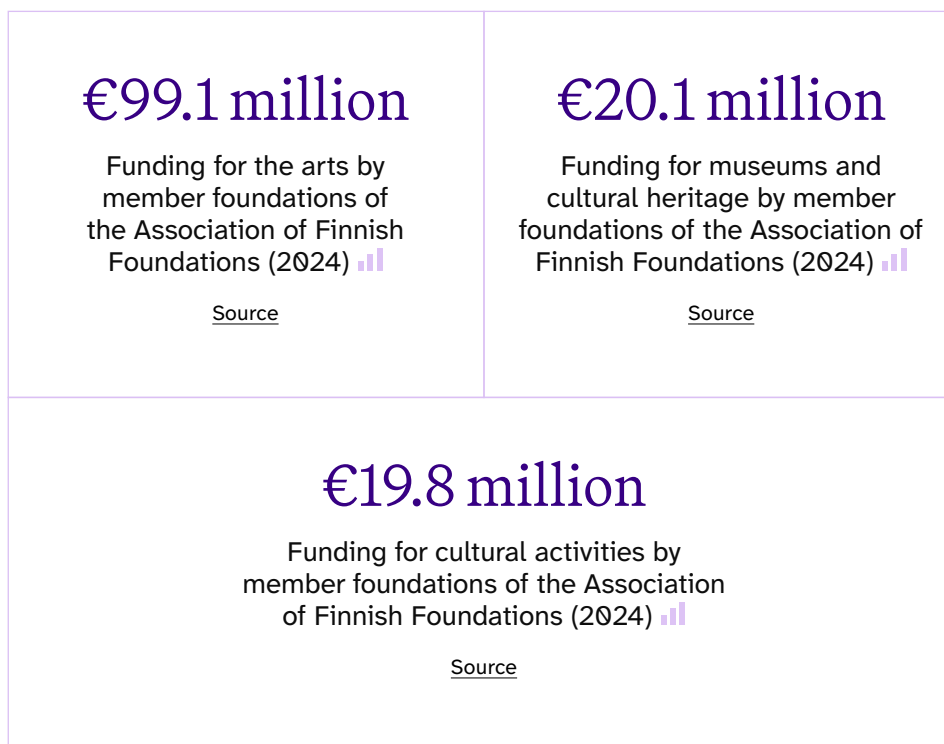 €99.1 million
Funding for the arts by
member foundations of
the Association of Finnish
Foundations (2024)
Source
€20.1 million
Funding for museums and
cultural heritage by member
foundations of the Association of
Finnish Foundations (2024)
Source
€19.8 million
Funding for cultural activities by
member foundations of the Association
of Finnish Foundations (2024)
Source